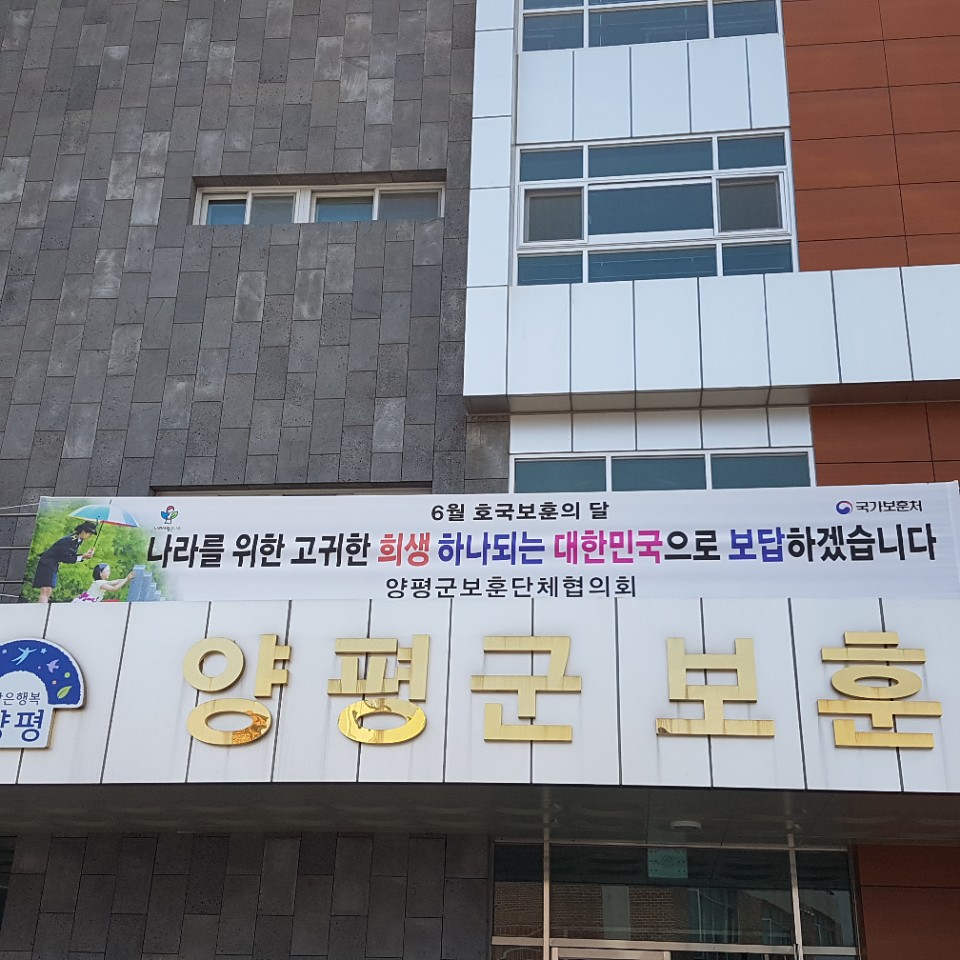 6월 호국보훈의 달
국가보훈처
나라를 위한 고귀한 희생 하나되는 대한민국으로 보답하겠습니다
양평군보훈단체협의회
양평군 보훈
은행복
양평